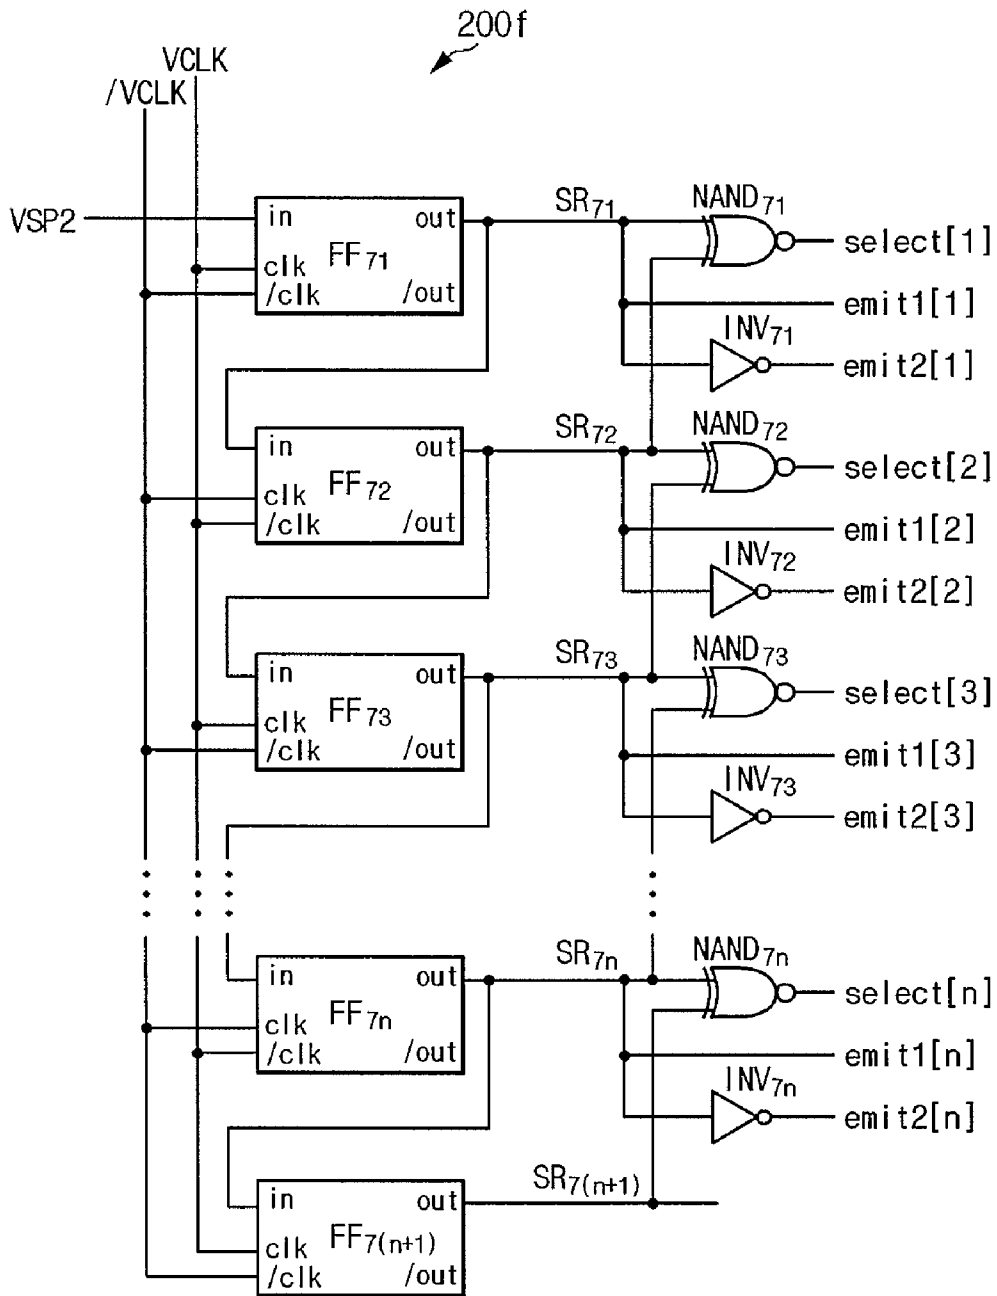 200f
VCLK
/VCLK
VSP2
in out
FF71
clk
/clk /out
SR71
NAND71
select[1]
emit1[1]
INV71
emit2[1]
in out
FF72
clk
/clk /out
SR72
NAND72
select[2]
emit1[2]
INV72
emit2[2]
in out
FF73
clk
/clk /out
SR73
NAND73
select[3]
emit1[3]
INV73
emit2[3]
in out
FF7n
clk
/clk /out
SR7n
NAND7n
select[n]
emit1[n]
INV7n
emit2[n]
in out
FF7(n+1)
clk
/clk /out
SR7(n+1)